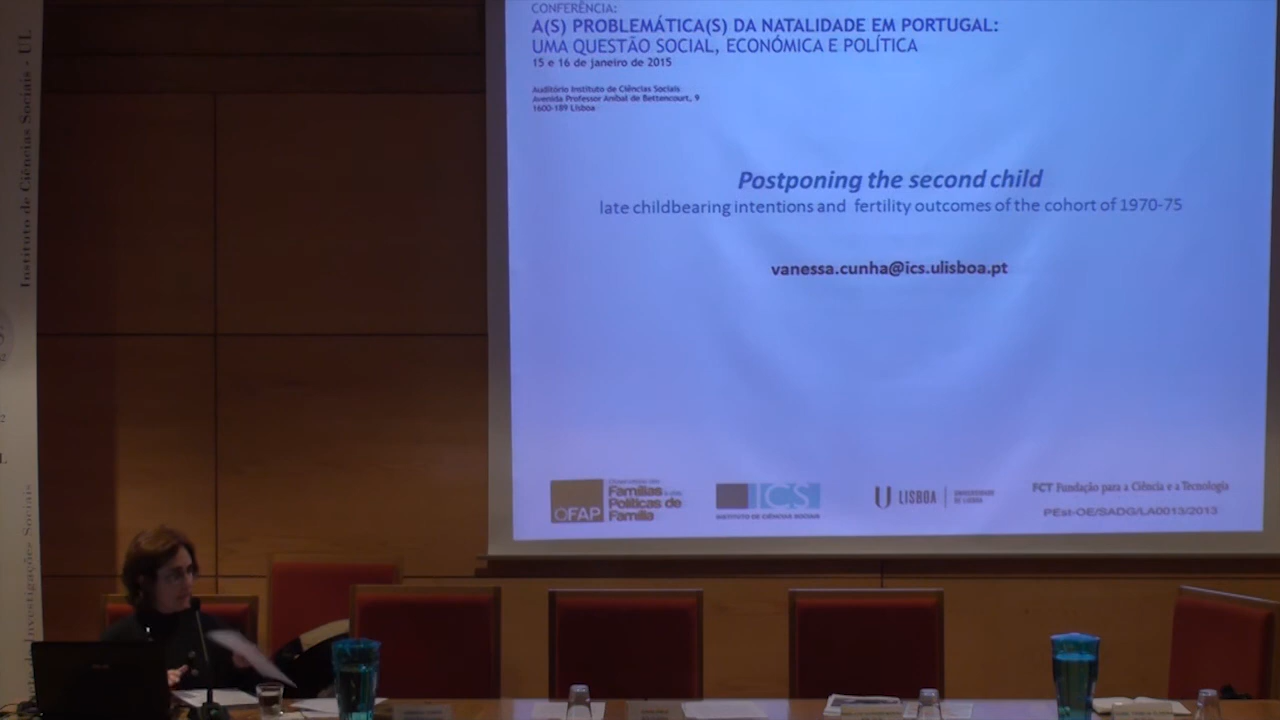 CONFERÊNCIA:
A(S) PROBLEMÁTICA(S) DA NATALIDADE EM PORTUGAL:
UMA QUESTÃO SOCIAL, ECONÓMICA E POLÍTICA
15 e 16 de janeiro de 2015
Auditório Instituto de Ciências Sociais
Avenida Professor Aníbal de Bettencourt, 9
1600-189 Lisboa
Postponing the second child
late childbearing intentions and fertility outcomes of the cohort of 1970-75
vanessa.cunha@ics.ulisboa.pt
OFAP
Famílias
Políticas de
Família
ICS
INSTITUTO DE CIÊNCIAS SOCIAIS
LISBOA
UNIVERSIDADE
DE LISBOA
FCT Fundação para a Ciência e a Tecnologia
PEst-OE/SADG/LA0013/2013
Instituto de Ciências Sociais - UL
Investigações Sociais